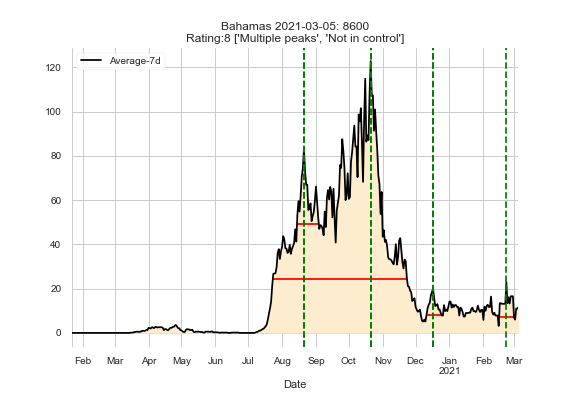 Bahamas 2021-03-05: 8600
Rating:8 ['Multiple peaks', 'Not in control']
Average-7d
120
100
80
60
40
20
0
Feb Mar Apr May Jun Jul Aug Sep Oct Nov Dec Jan Feb Mar
2021
Date